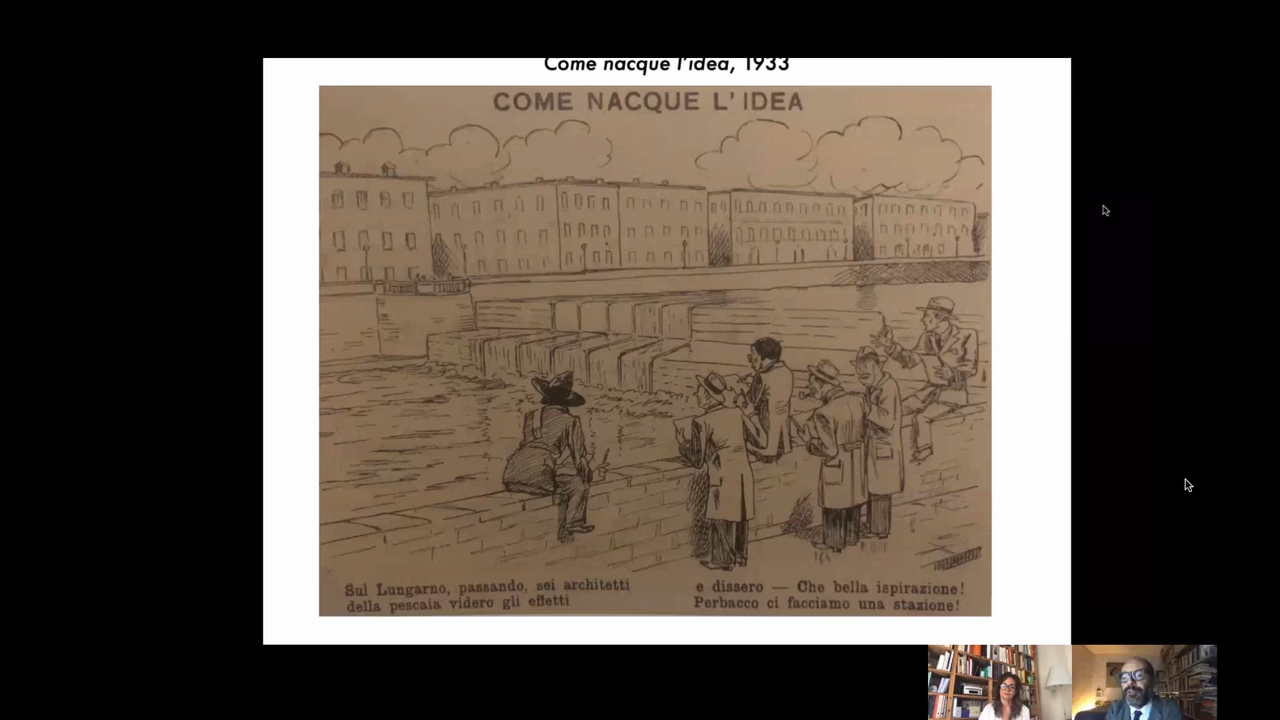 Come nacque l'idea, 1933
COME NACQUE L'IDEA
Sul Lungarno, passando, sei architetti
della pescaia videro gli effetti
e dissero — Che bella ispirazione!
Perbacco ci facciamo una stazione!